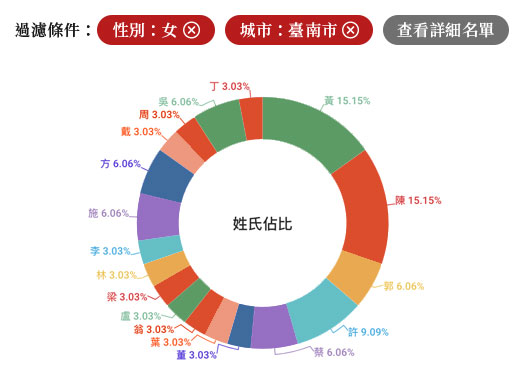 過濾條件：
性別：女
城市：臺南市
查看詳細名單
丁 3.03%
黃 15.15%
吳 6.06%
周 3.03%
戴 3.03%
方 6.06%
陳 15.15%
施 6.06%
姓氏佔比
李 3.03%
林 3.03%
郭 6.06%
梁 3.03%
盧 3.03%
翁 3.03%
許 9.09%
葉 3.03%
蔡 6.06%
董 3.03%